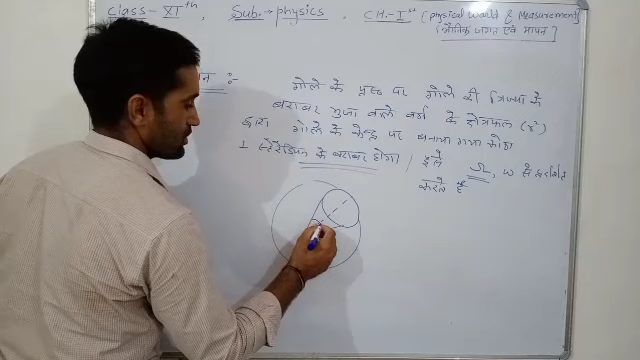 Class- XIth, Sub.- physics, CH.- Ist [physical World & Measurement]
[भौतिक जगत एवं मापन]
:-
गोले के पृष्ठ पर गोले की त्रिज्या के
बराबर भुजा वाले वर्ग के क्षेत्रफल (r²)
द्वारा गोले के केन्द्र पर बनाया गया कोण
1 स्टेरेडियन के बराबर होगा / इसे Ω, w से प्रदर्शित
करते हैं